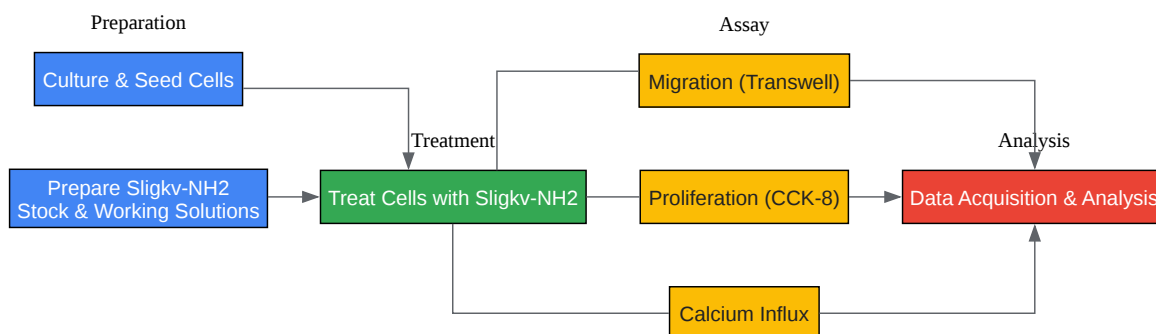 Preparation
Assay
Culture & Seed Cells
Migration (Transwell)
Treatment
Analysis
Prepare Sligkv-NH2
Stock & Working Solutions
Treat Cells with Sligkv-NH2
Proliferation (CCK-8)
Data Acquisition & Analysis
Calcium Influx